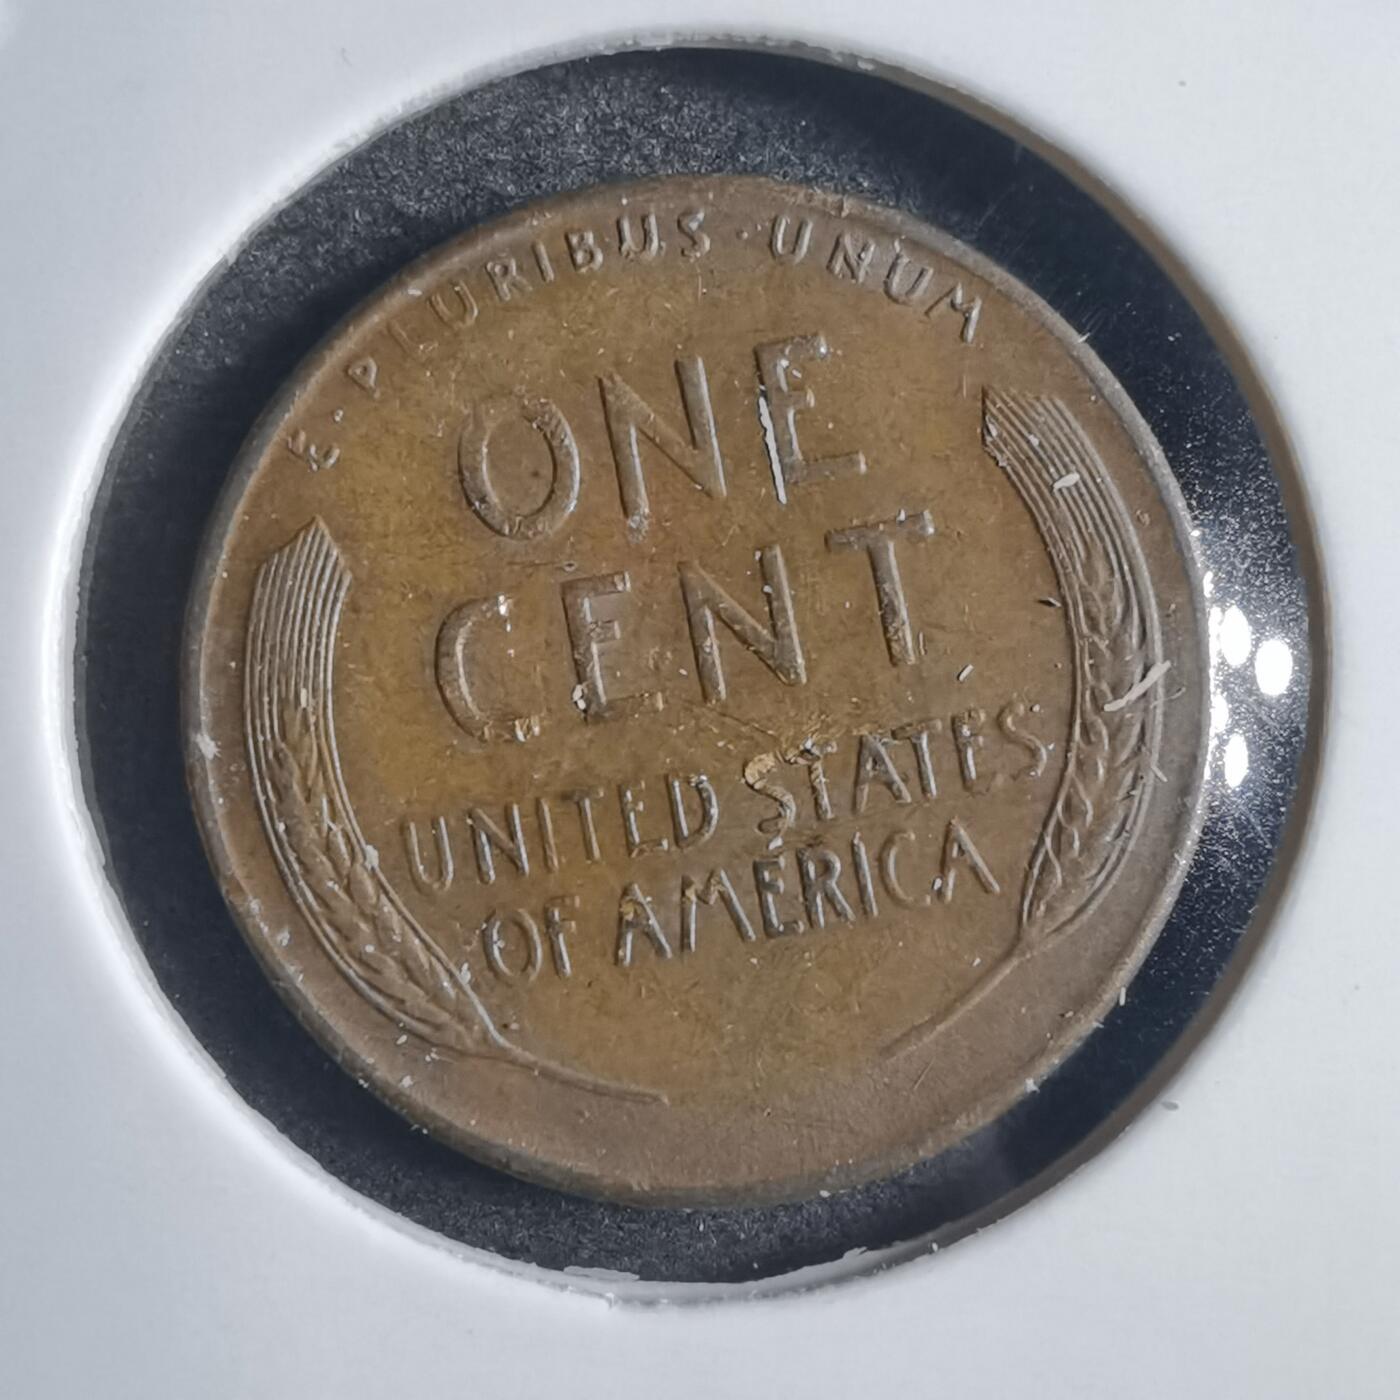 E·PLURIBUS·UNUM
ONE
CENT
UNITED STATES
OF AMERICA